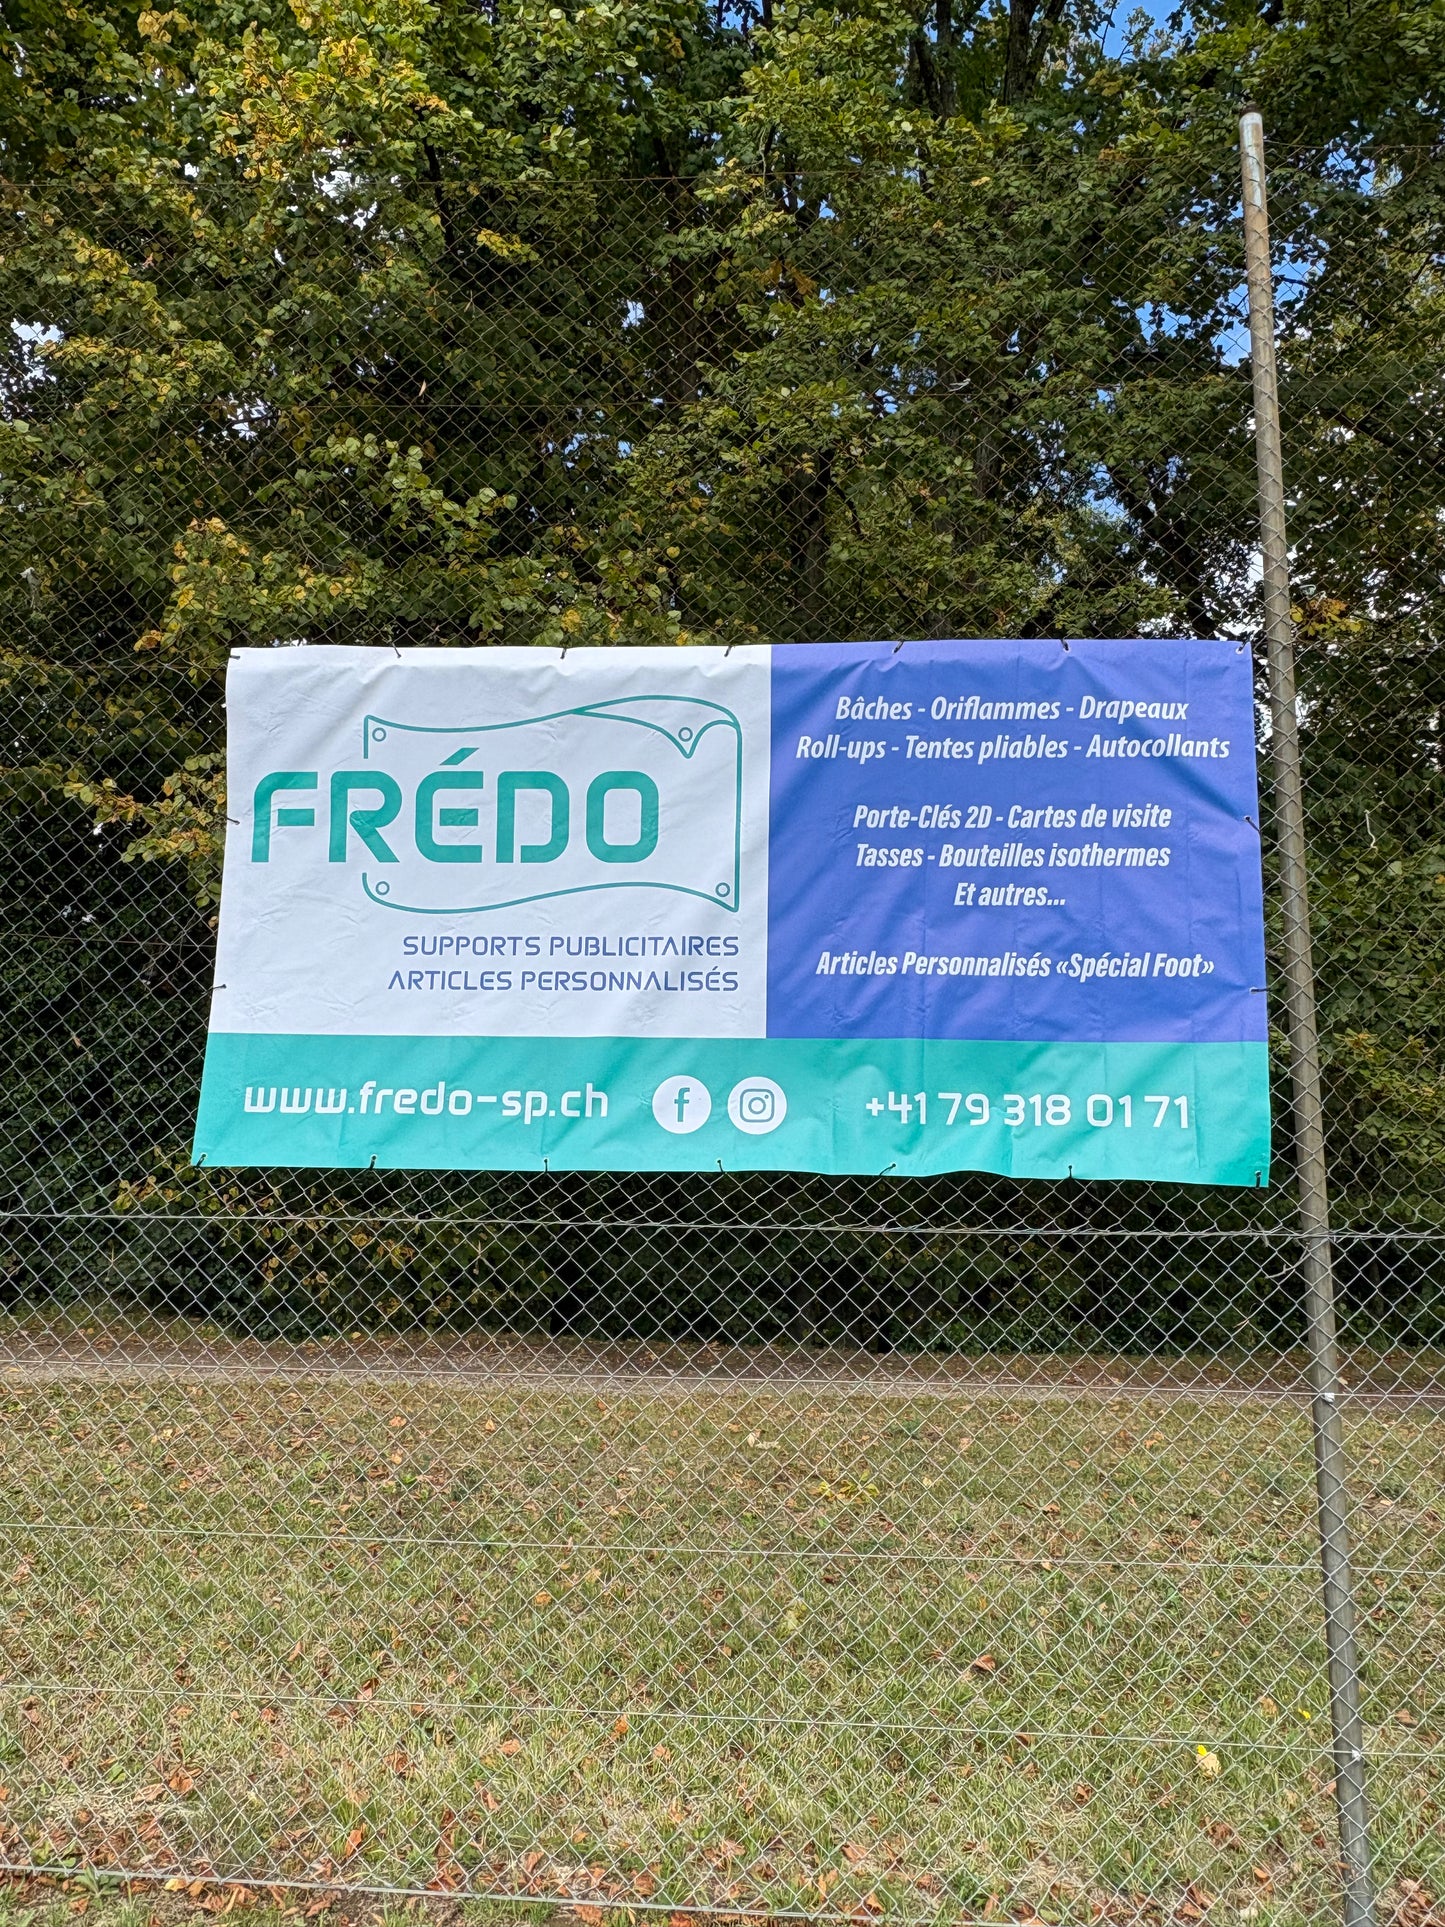 FRÉDO
SUPPORTS PUBLICITAIRES
ARTICLES PERSONNALISÉS
Bâches - Oriflammes - Drapeaux
Roll-ups - Tentes pliables - Autocollants
Porte-Clés 2D - Cartes de visite
Tasses - Bouteilles isothermes
Et autres...
Articles Personnalisés «Spécial Foot»
www.fredo-sp.ch
+41 79 318 01 71